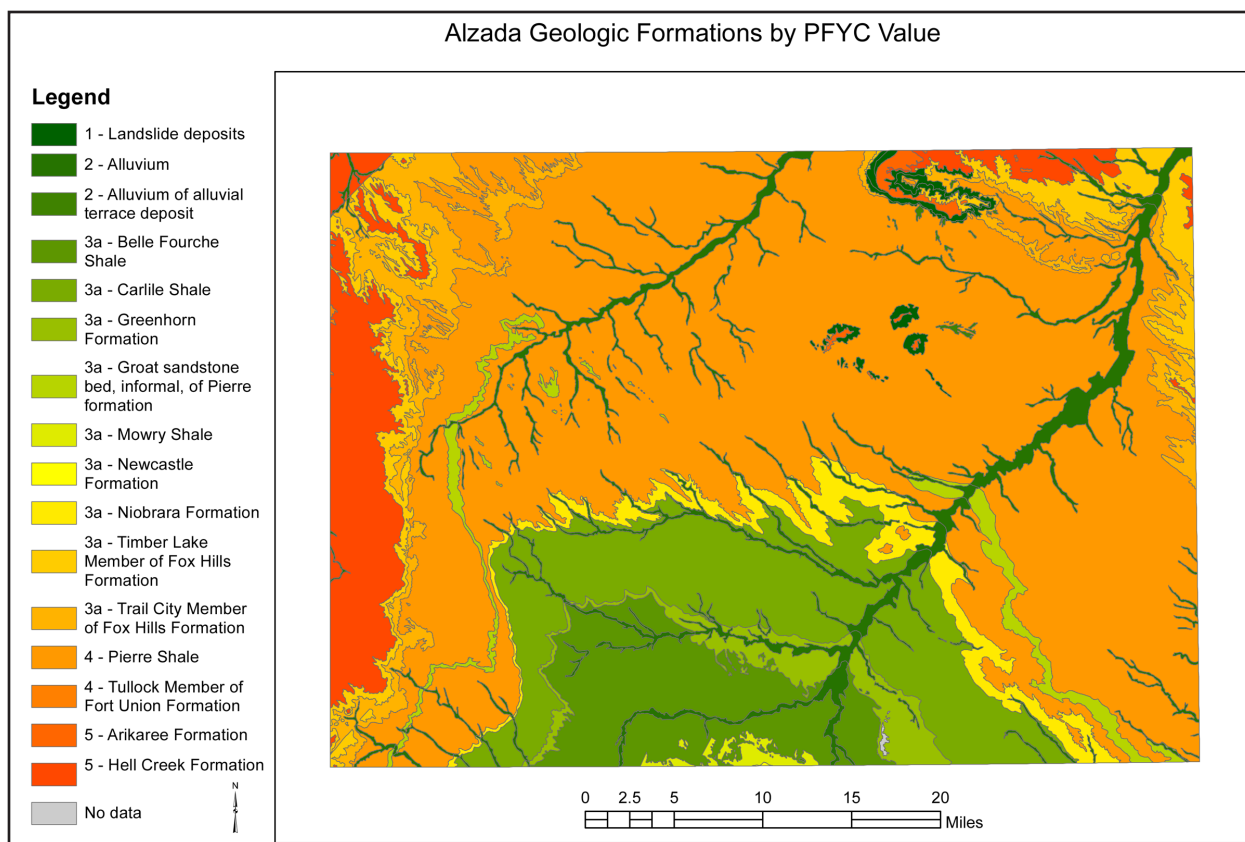 Alzada Geologic Formations by PFYC Value
Legend
1 - Landslide deposits
2 - Alluvium
2 - Alluvium of alluvial
terrace deposit
3a - Belle Fourche
Shale
3a - Carlile Shale
3a - Greenhorn
Formation
3a - Groat sandstone
bed, informal, of Pierre
formation
3a - Mowry Shale
3a - Newcastle
Formation
3a - Niobrara Formation
3a - Timber Lake
Member of Fox Hills
Formation
3a - Trail City Member
of Fox Hills Formation
4 - Pierre Shale
4 - Tullock Member of
Fort Union Formation
5 - Arikaree Formation
5 - Hell Creek Formation
No data
N
0 2.5 5 10 15 20
Miles